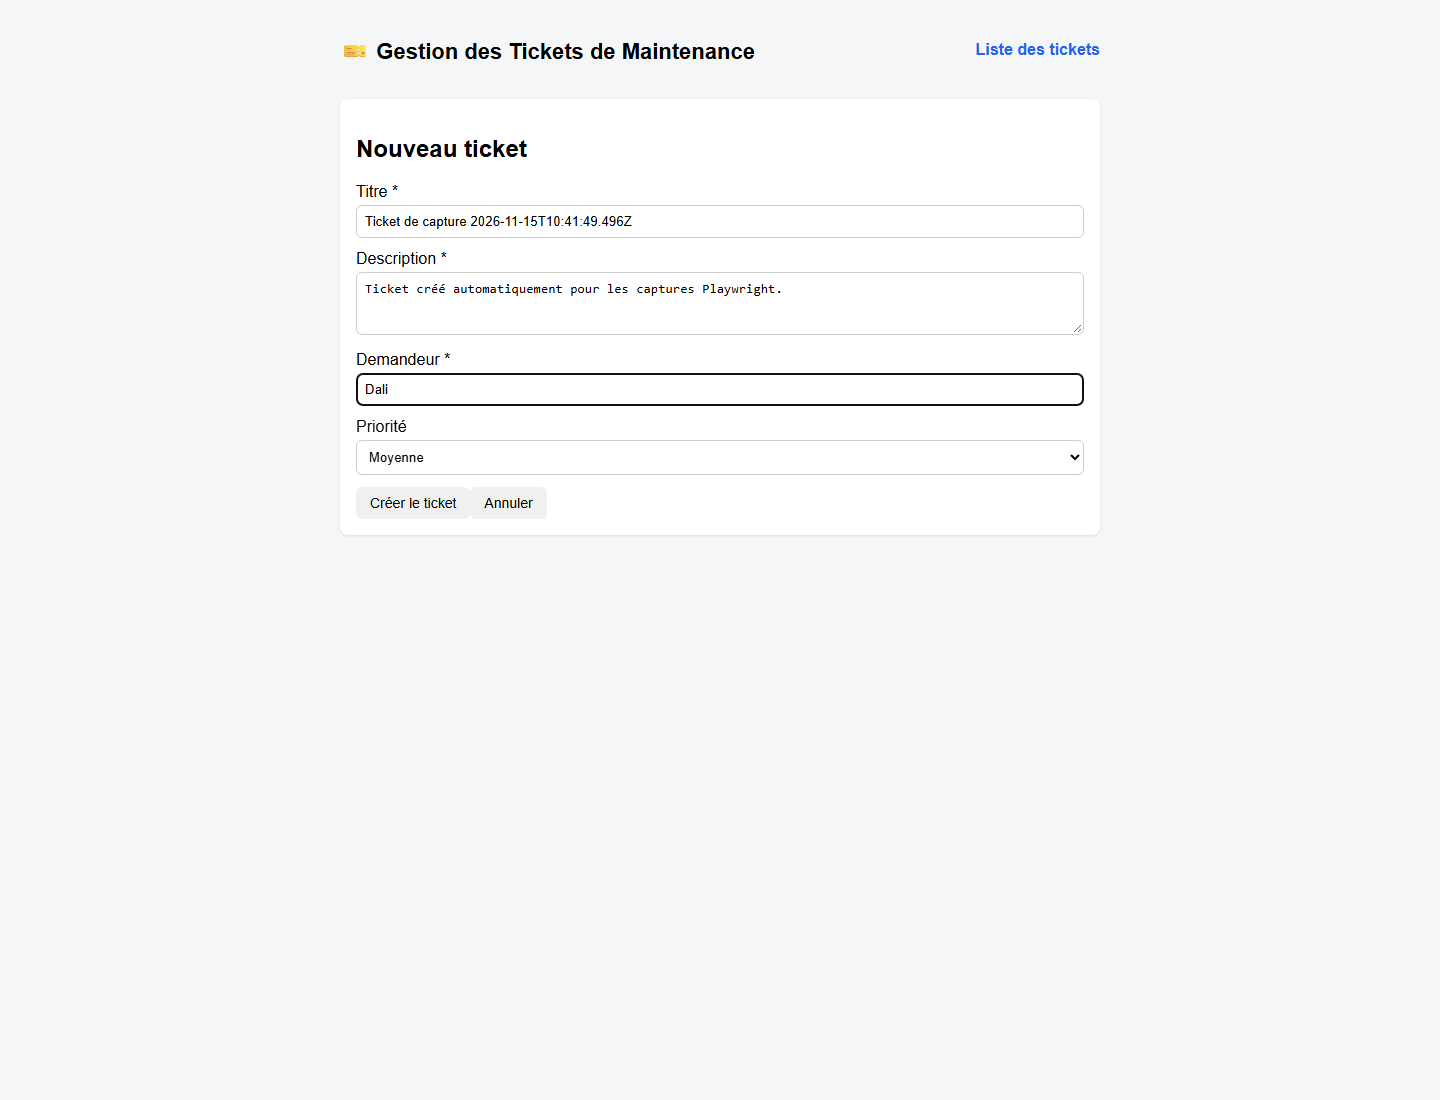 Gestion des Tickets de Maintenance
Liste des tickets
Nouveau ticket
Titre *
Ticket de capture 2026-11-15T10:41:49.496Z
Description *
Ticket créé automatiquement pour les captures Playwright.
Demandeur *
Dali
Priorité
Moyenne
Créer le ticket
Annuler